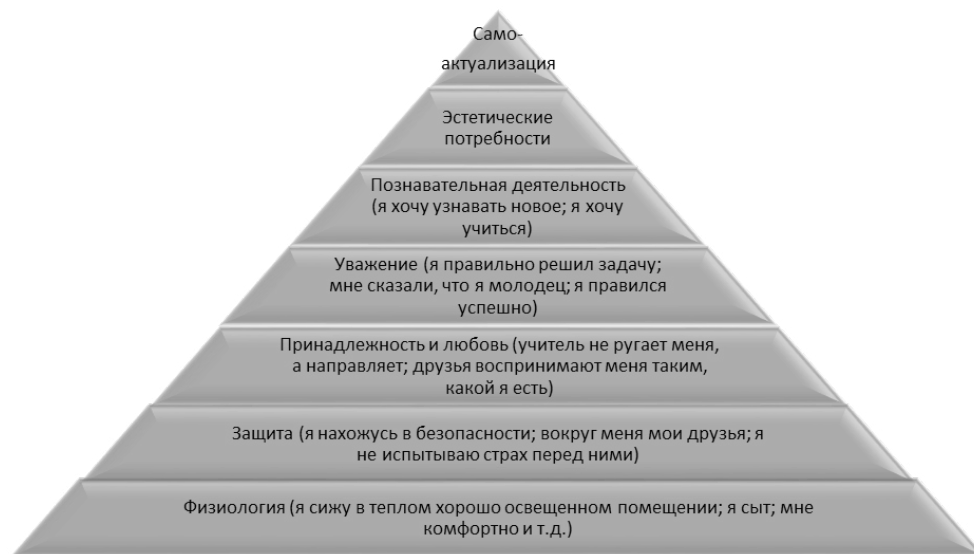 Само-
актуализация
Эстетические
потребности
Познавательная деятельность
(я хочу узнавать новое; я хочу
учиться)
Уважение (я правильно решил задачу;
мне сказали, что я молодец; я правился
успешно)
Принадлежность и любовь (учитель не ругает меня,
а направляет; друзья воспринимают меня таким,
какой я есть)
Защита (я нахожусь в безопасности; вокруг меня мои друзья; я
не испытываю страх перед ними)
Физиология (я сижу в теплом хорошо освещенном помещении; я сыт; мне
комфортно и т.д.)